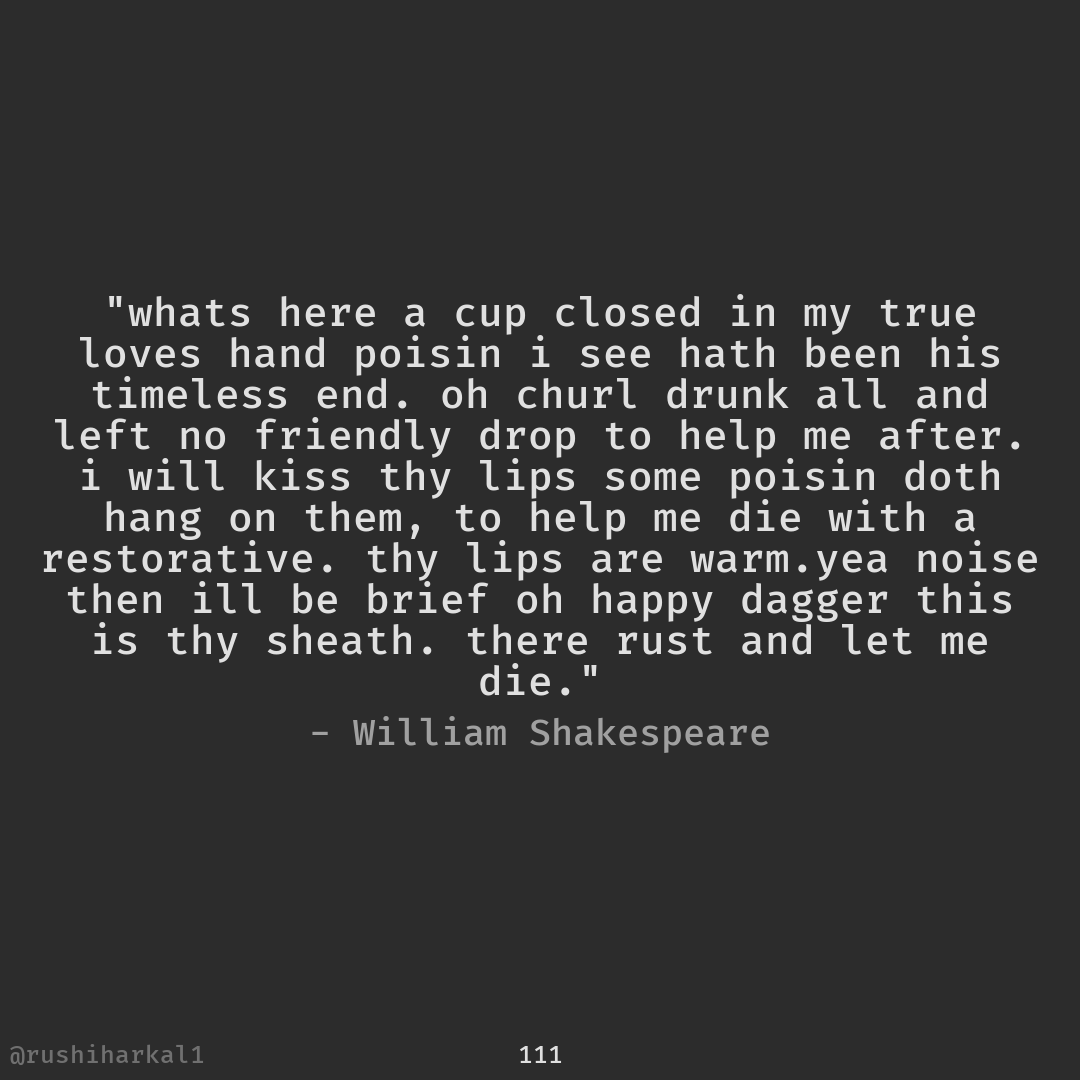 "whats here a cup closed in my true
loves hand poisin i see hath been his
timeless end. oh churl drunk all and
left no friendly drop to help me after.
i will kiss thy lips some poisin doth
hang on them, to help me die with a
restorative. thy lips are warm.yea noise
then ill be brief oh happy dagger this
is thy sheath. there rust and let me
die."
- William Shakespeare
@rushiharkal1
111